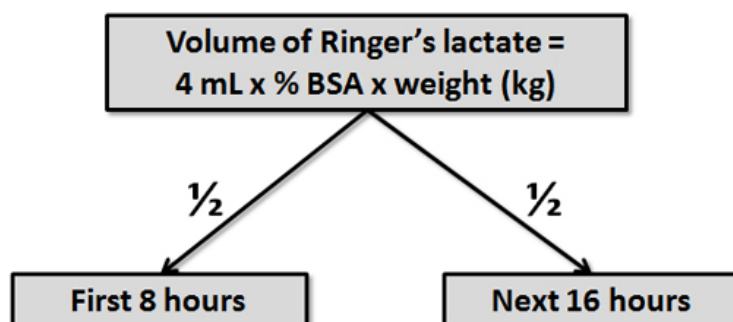 Volume of Ringer's lactate =
4 mL x % BSA x weight (kg)
½
½
First 8 hours
Next 16 hours